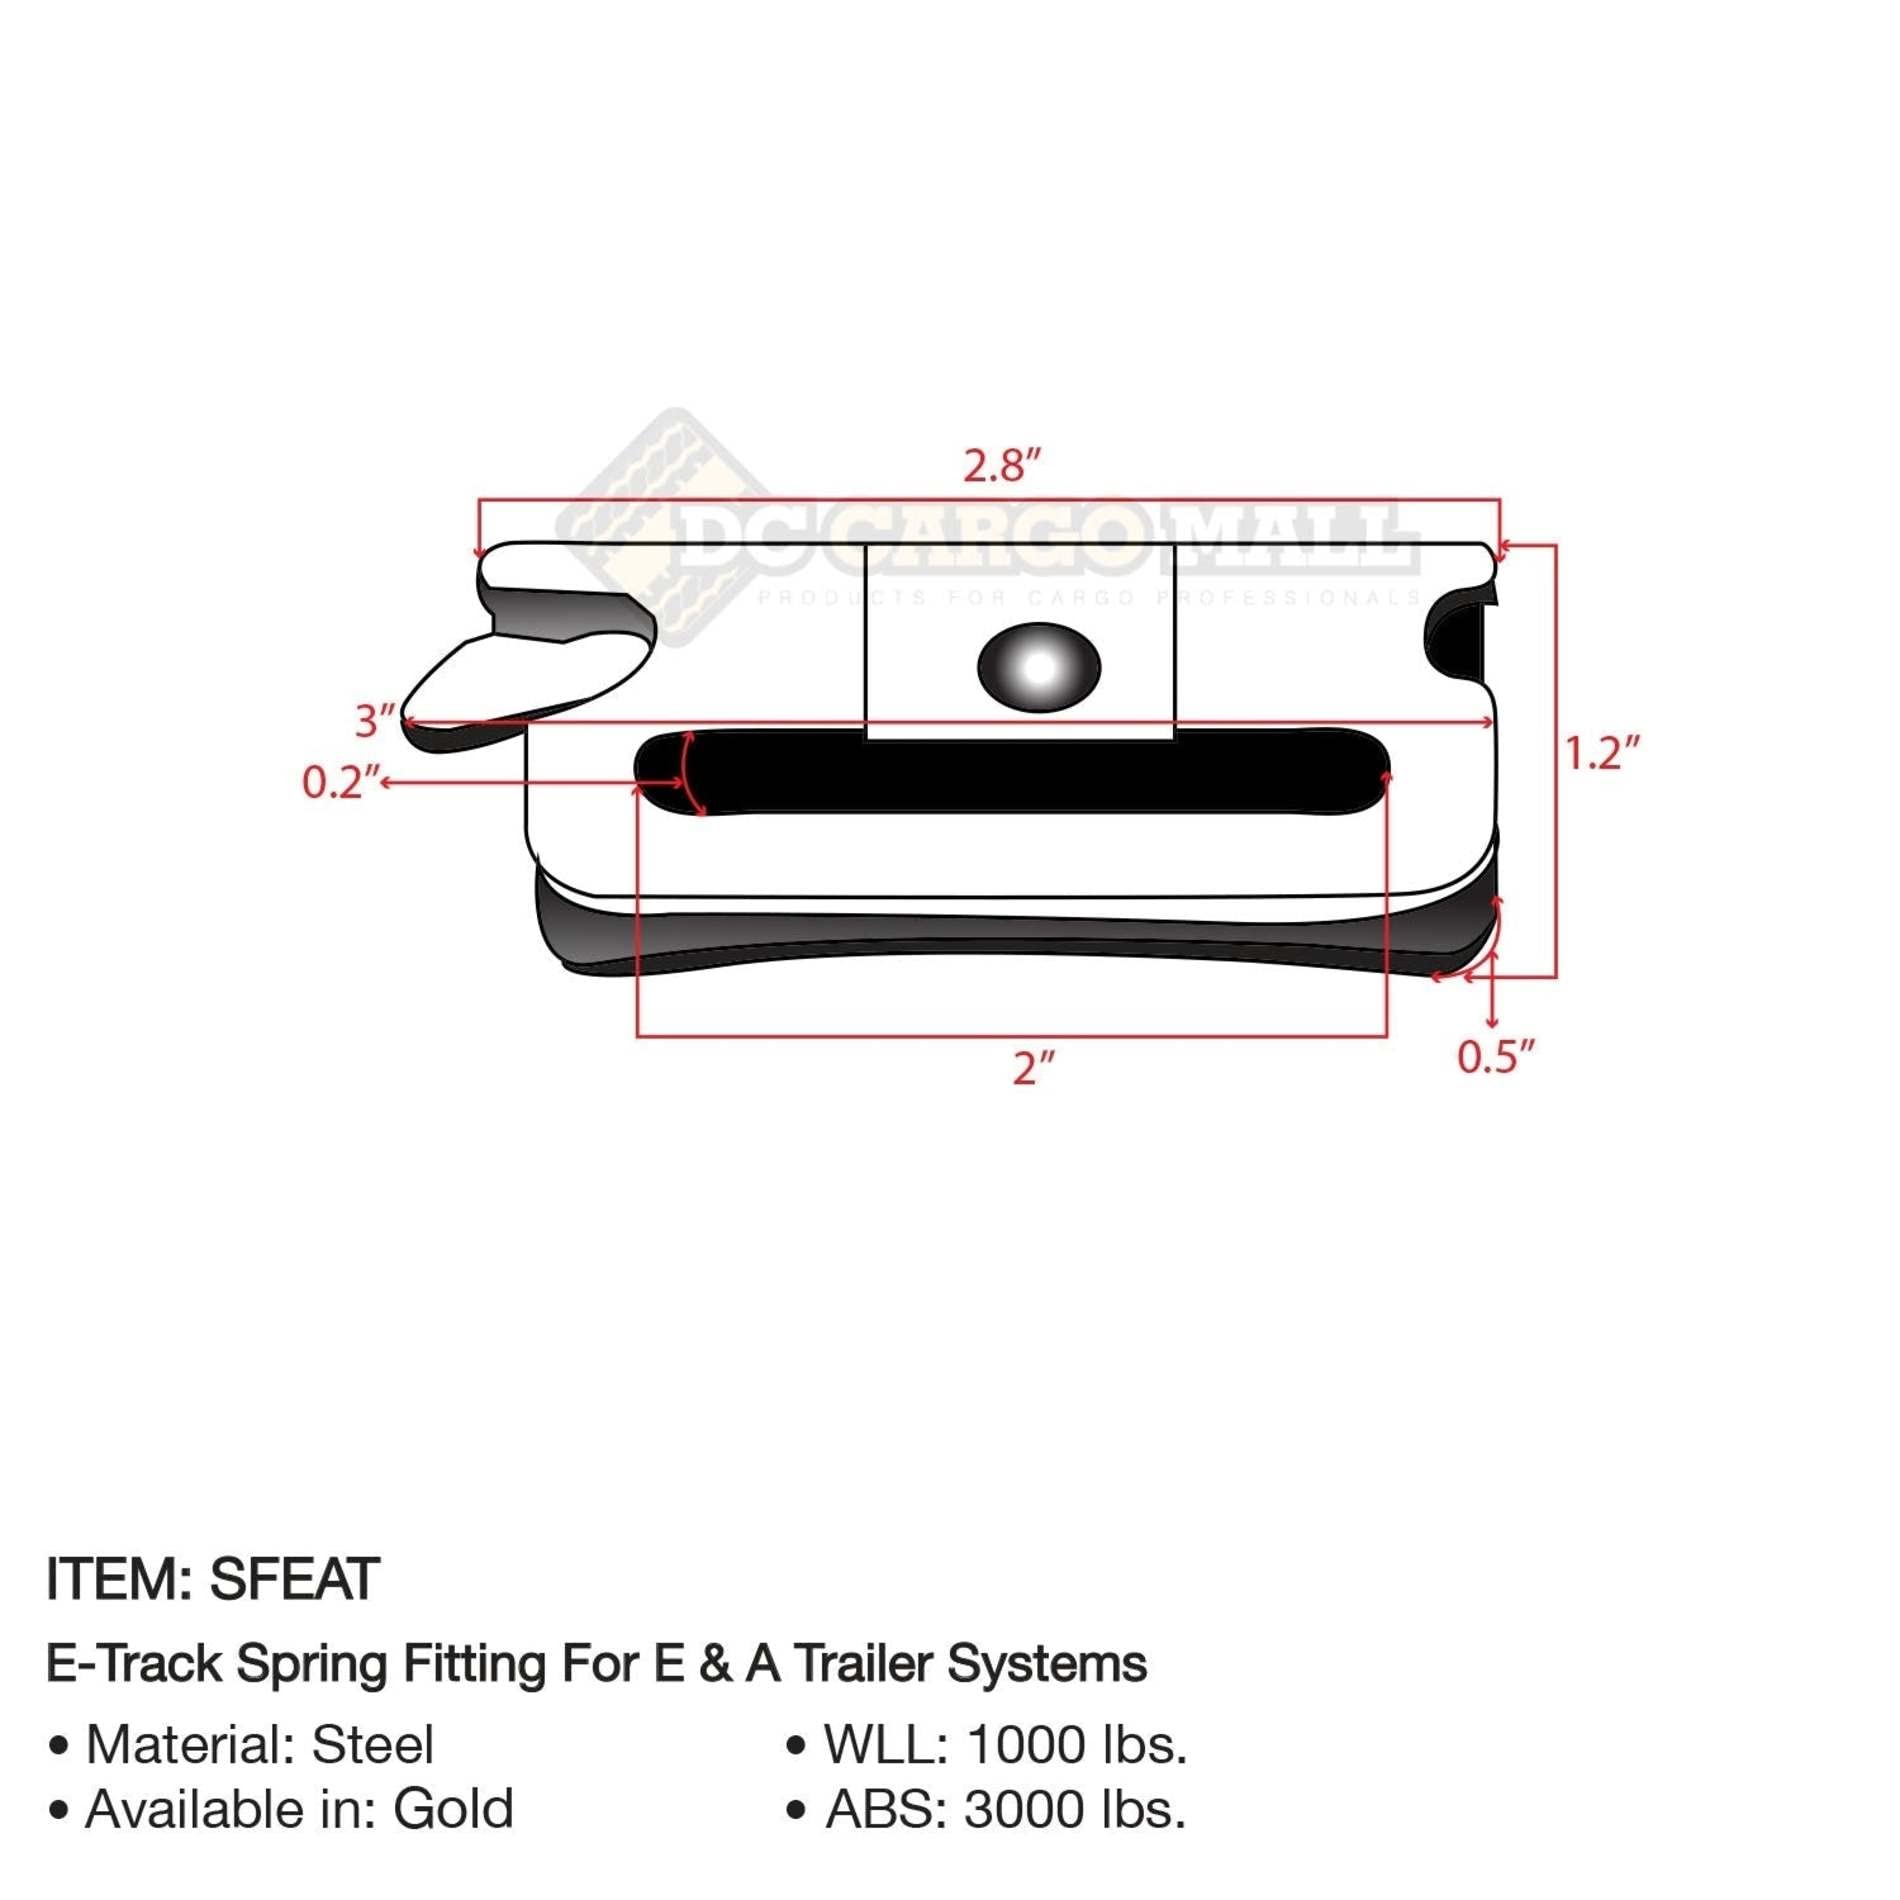 2.8″
DC CARGO MALL
PRODUCTS FOR CARGO PROFESSIONALS
3″
1.2″
0.2″
2″
0.5″
ITEM: SFEAT
E-Track Spring Fitting For E & A Trailer Systems
• Material: Steel
• WLL: 1000 lbs.
• Available in: Gold
• ABS: 3000 lbs.